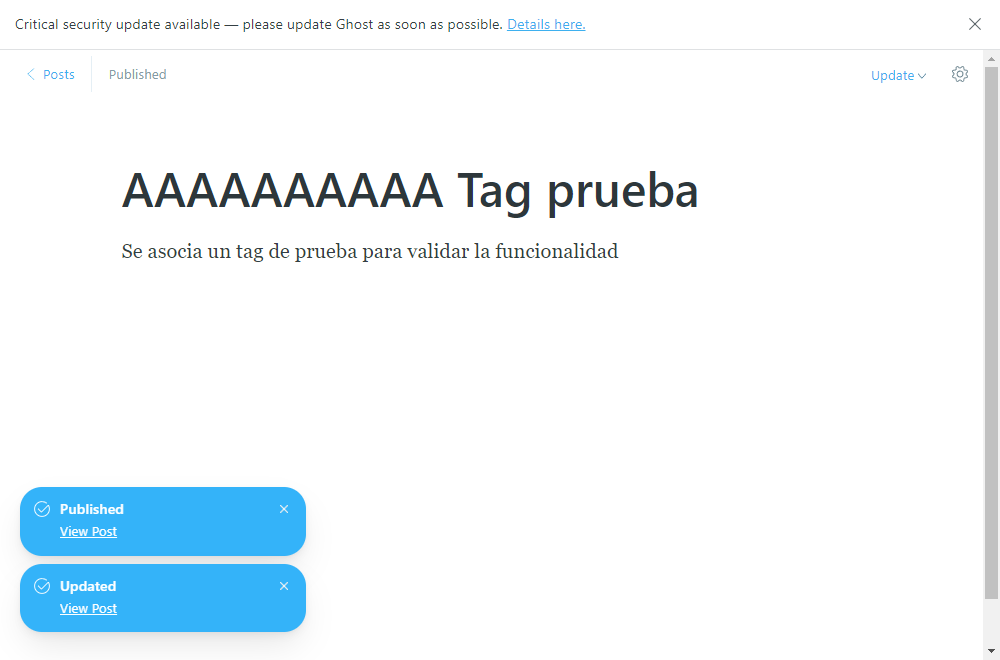 Critical security update available — please update Ghost as soon as possible. Details here.
Posts
Published
Update
AAAAAAAAAA Tag prueba
Se asocia un tag de prueba para validar la funcionalidad
Published
View Post
Updated
View Post